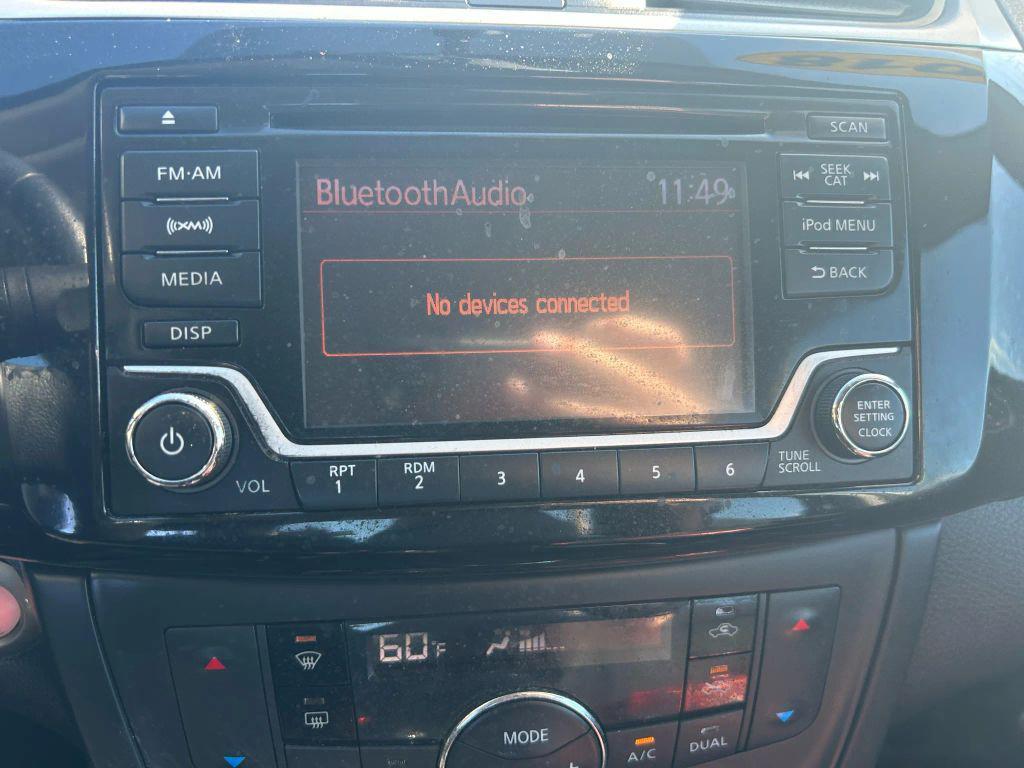 SCAN
FM·AM
SEEK
CAT
BluetoothAudio 11:49
XM
iPod MENU
MEDIA
BACK
No devices connected
DISP
ENTER
SETTING
CLOCK
TUNE
SCROLL
VOL
RPT
1
RDM
2
3
4
5
6
60°F
MODE
A/C
DUAL